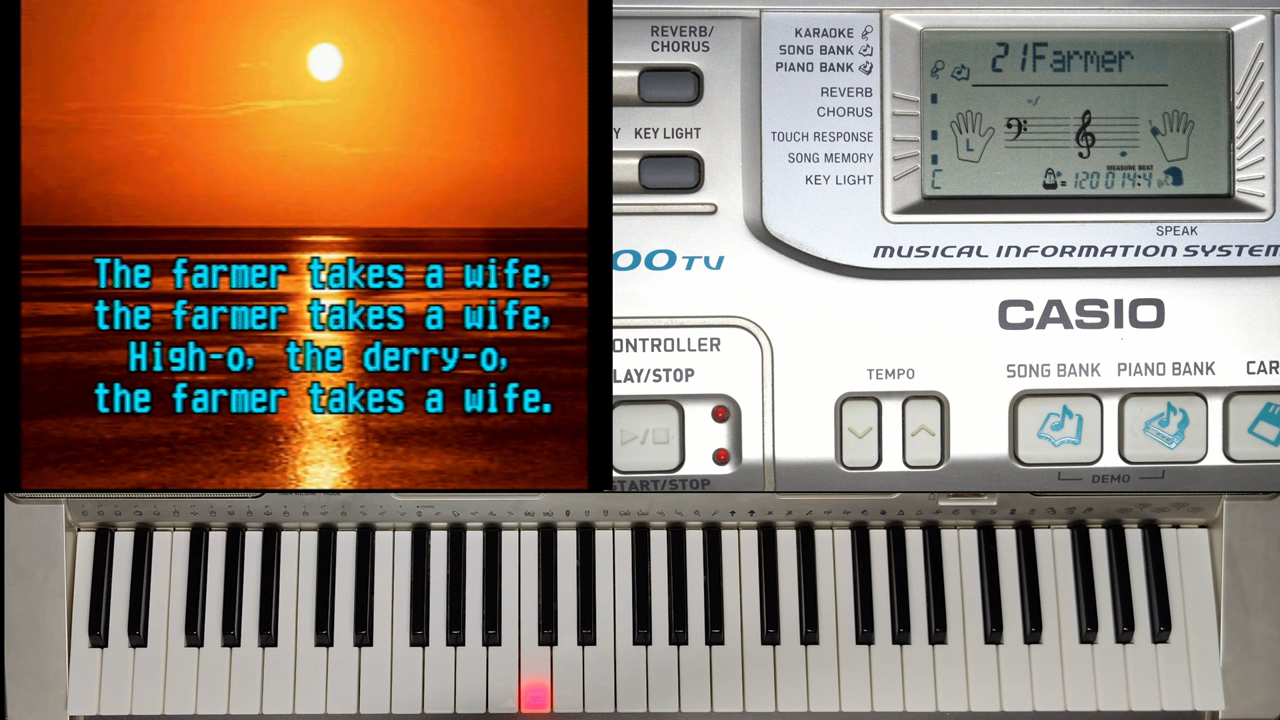 The farmer takes a wife,
the farmer takes a wife,
High-o, the derry-o,
the farmer takes a wife.
REVERB/
CHORUS
Y KEY LIGHT
KARAOKE
SONG BANK
PIANO BANK
REVERB
CHORUS
TOUCH RESPONSE
SONG MEMORY
KEY LIGHT
21Farmer
L
MEASURE BEAT
= 120 014:4
C
SPEAK
MUSICAL INFORMATION SYSTEM
00TV
CASIO
ONTROLLER
LAY/STOP
START/STOP
TEMPO
SONG BANK
PIANO BANK
CAR
DEMO